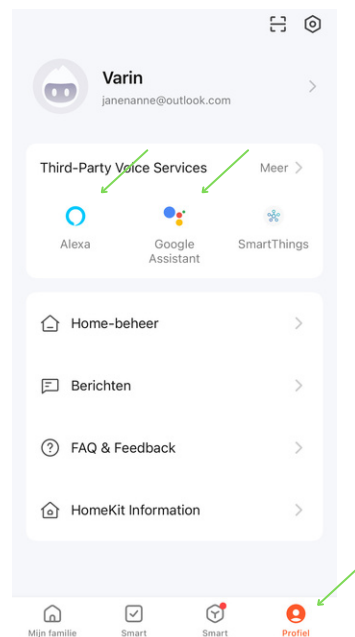 Varin
janenanne@outlook.com
Third-Party Voice Services
Meer
Alexa
Google
Assistant
SmartThings
Home-beheer
Berichten
FAQ & Feedback
HomeKit Information
Mijn familie
Smart
Smart
Profiel